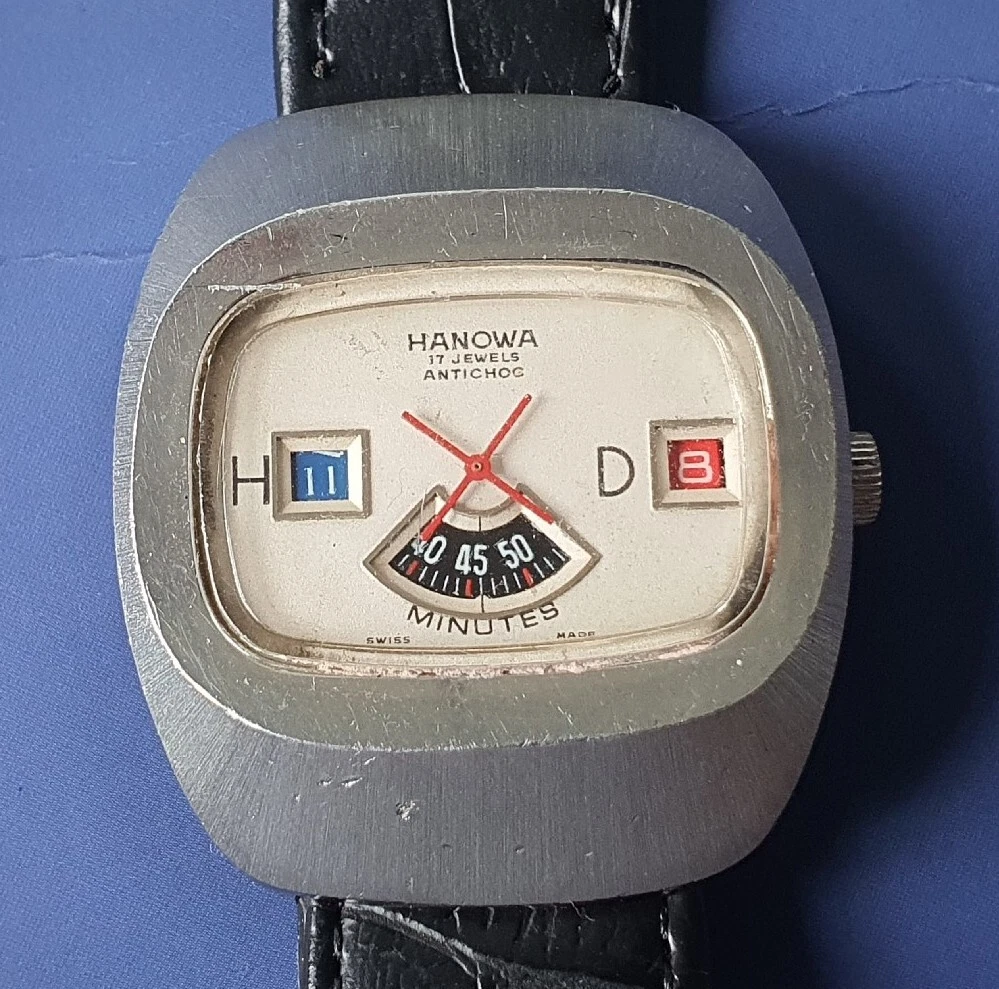 HANOWA
17 JEWELS
ANTICHOC
H 11 D 8
40 45 50
MINUTES
SWISS MADE